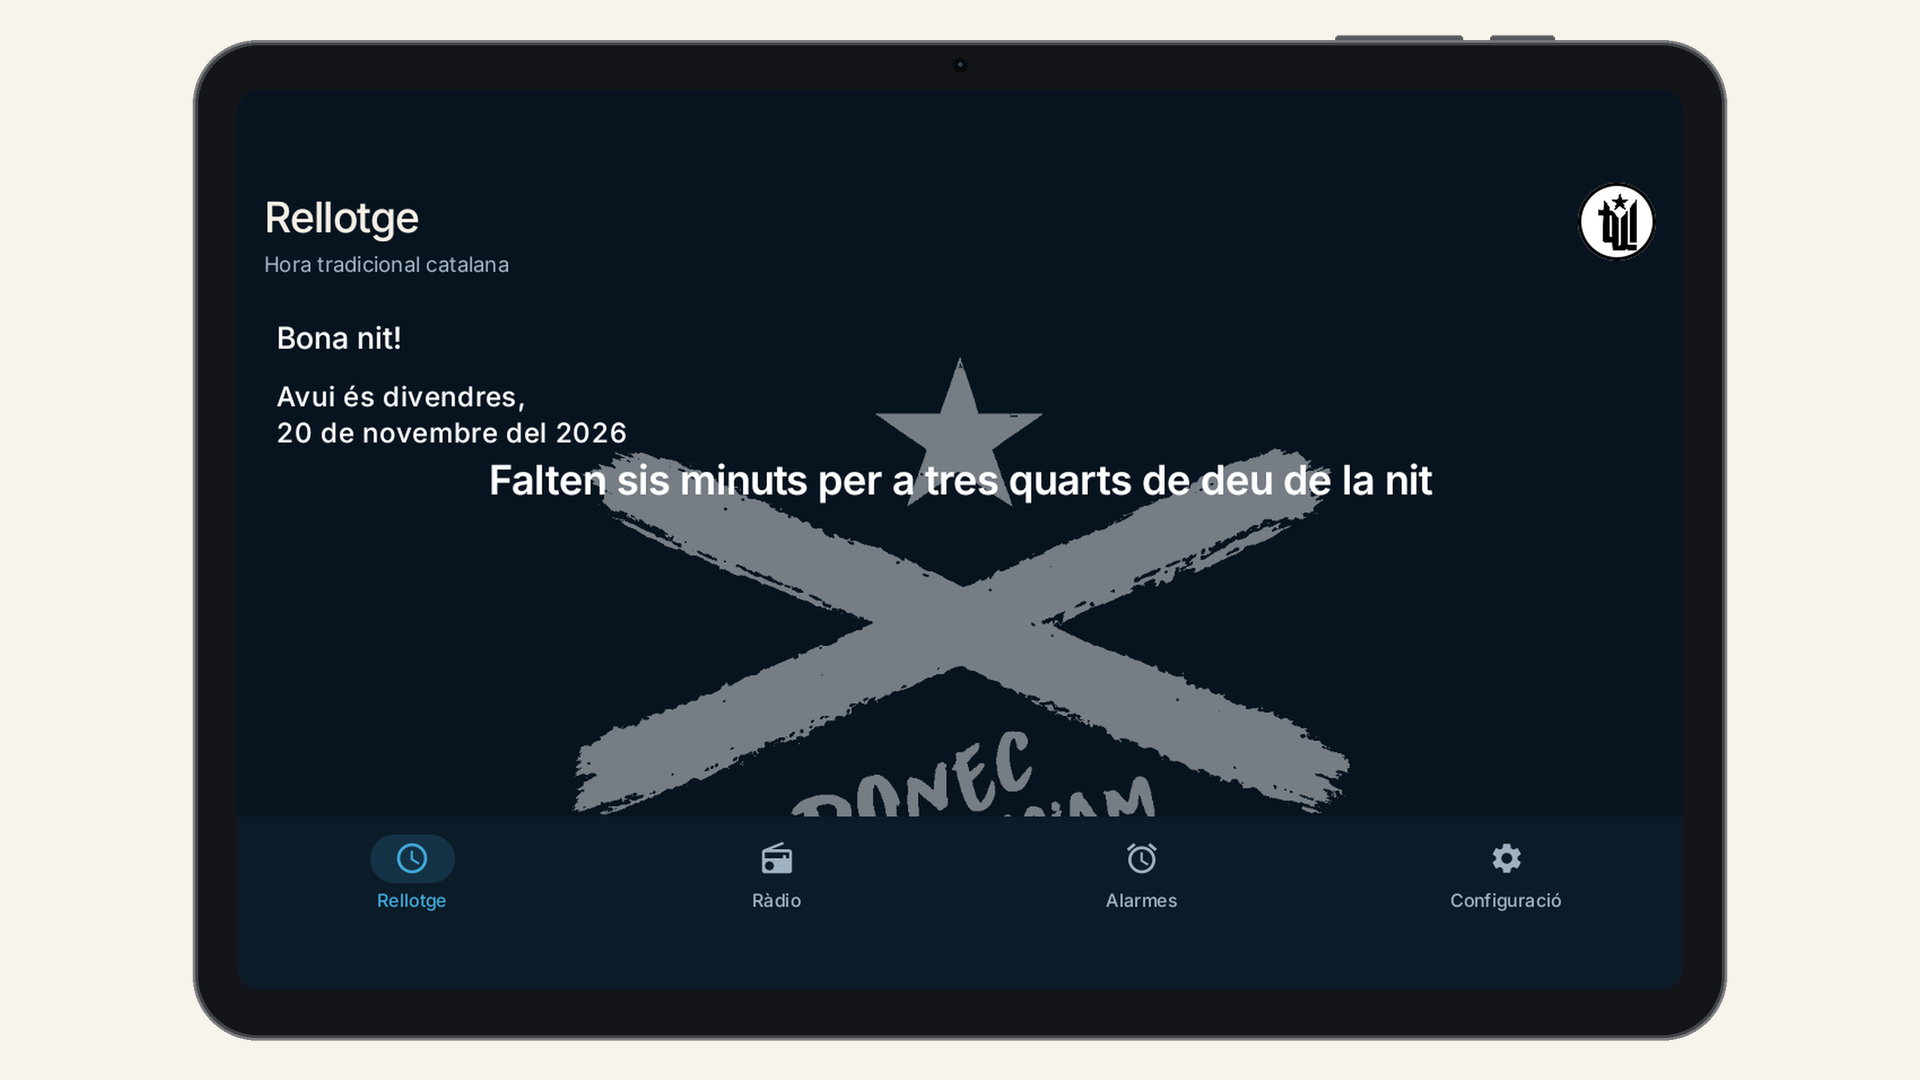 Rellotge
Hora tradicional catalana
Bona nit!
Avui és divendres,
20 de novembre del 2026
Falten sis minuts per a tres quarts de deu de la nit
DONEC
Rellotge
Ràdio
Alarmes
Configuració